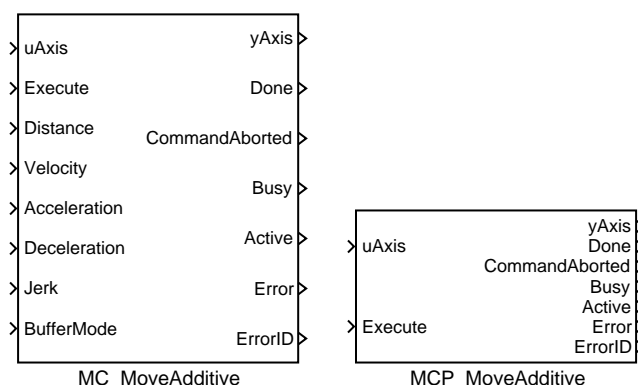 uAxis
Execute
Distance
Velocity
Acceleration
Deceleration
Jerk
BufferMode
yAxis
Done
CommandAborted
Busy
Active
Error
ErrorID
MC_MoveAdditive
uAxis
Execute
yAxis
Done
CommandAborted
Busy
Active
Error
ErrorID
MCP_MoveAdditive